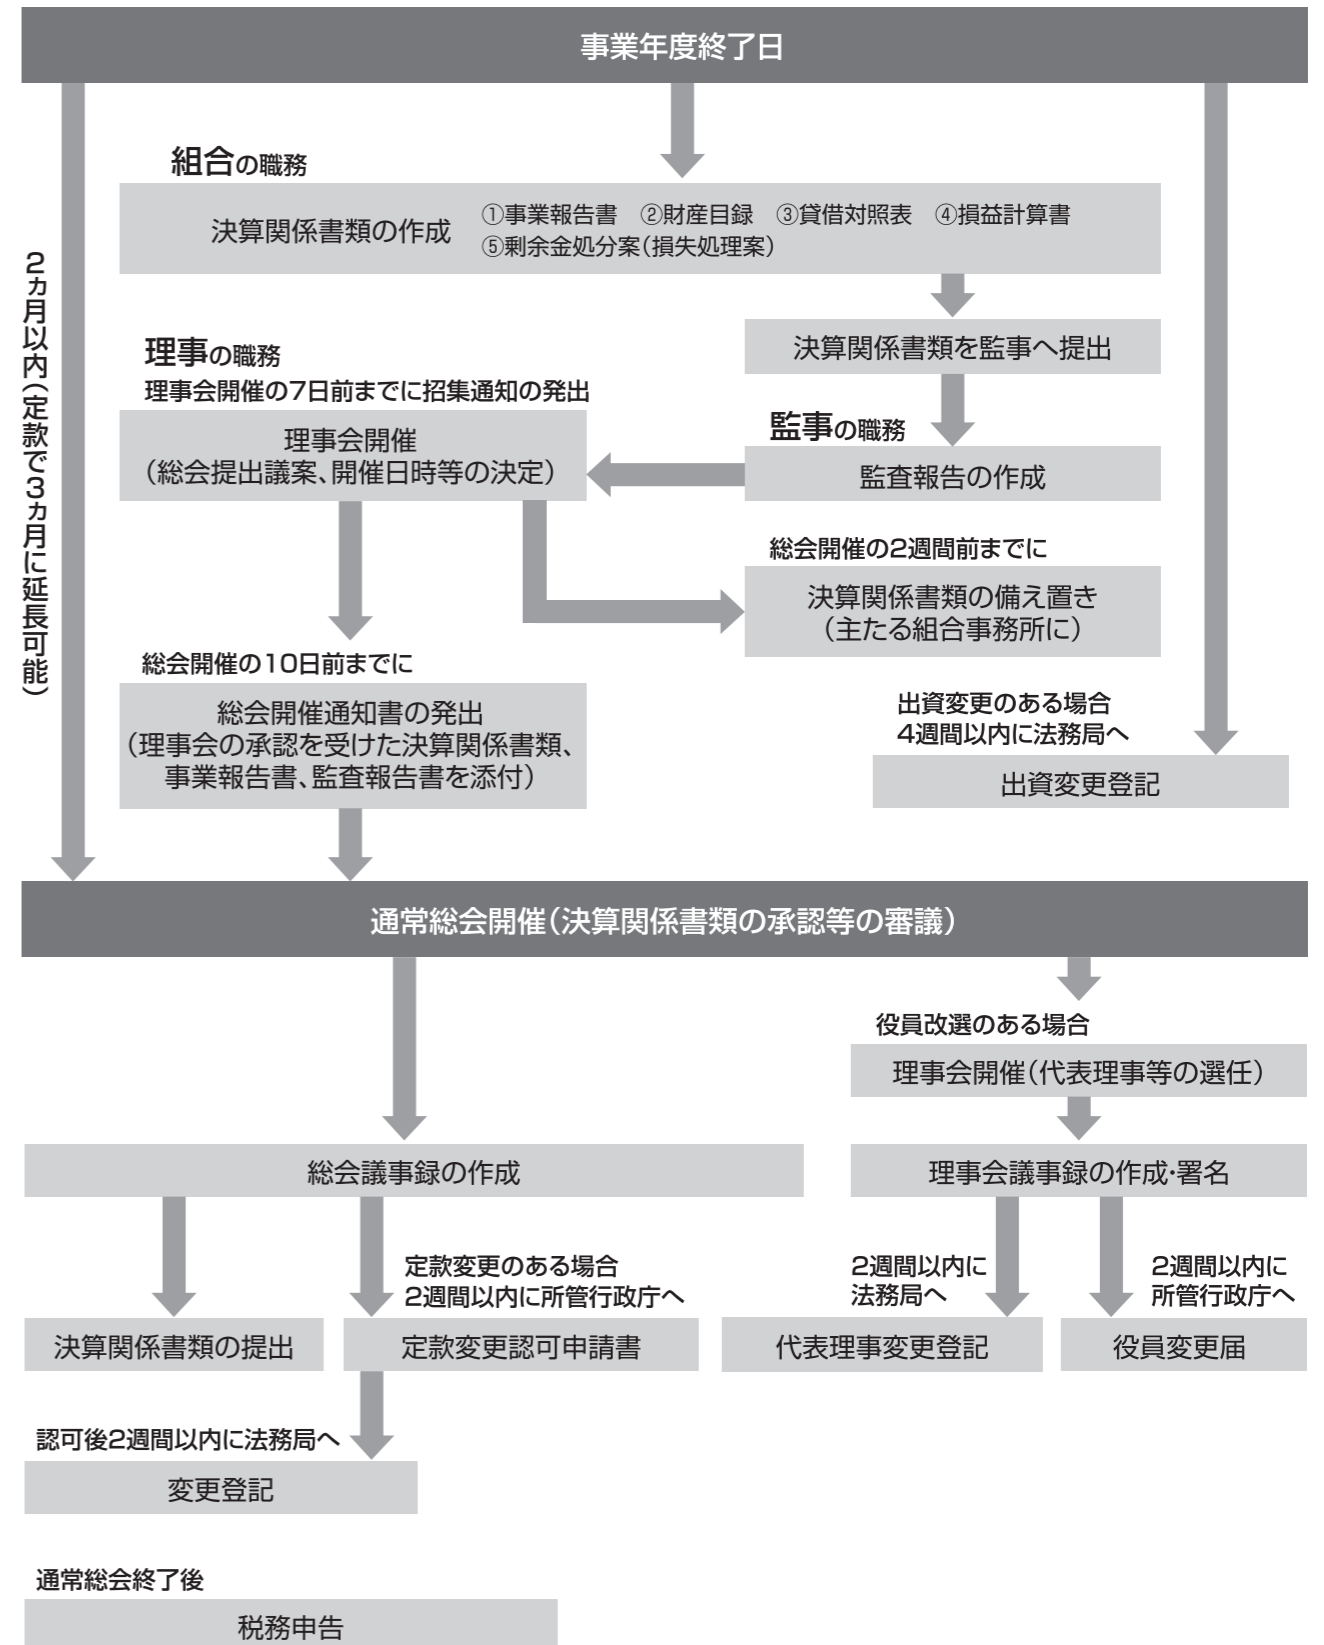 事業年度終了日
組合の職務
決算関係書類の作成
①事業報告書 ②財産目録 ③貸借対照表 ④損益計算書
⑤剰余金処分案(損失処理案)
2ヵ月以内(定款で3ヵ月に延長可能)
決算関係書類を監事へ提出
理事の職務
理事会開催の7日前までに招集通知の発出
理事会開催
(総会提出議案、開催日時等の決定)
監事の職務
監査報告の作成
総会開催の2週間前までに
決算関係書類の備え置き
(主たる組合事務所に)
総会開催の10日前までに
総会開催通知書の発出
(理事会の承認を受けた決算関係書類、
事業報告書、監査報告書を添付)
出資変更のある場合
4週間以内に法務局へ
出資変更登記
通常総会開催(決算関係書類の承認等の審議)
役員改選のある場合
理事会開催(代表理事等の選任)
総会議事録の作成
理事会議事録の作成・署名
定款変更のある場合
2週間以内に所管行政庁へ
2週間以内に
法務局へ
2週間以内に
所管行政庁へ
決算関係書類の提出
定款変更認可申請書
代表理事変更登記
役員変更届
認可後2週間以内に法務局へ
変更登記
通常総会終了後
税務申告